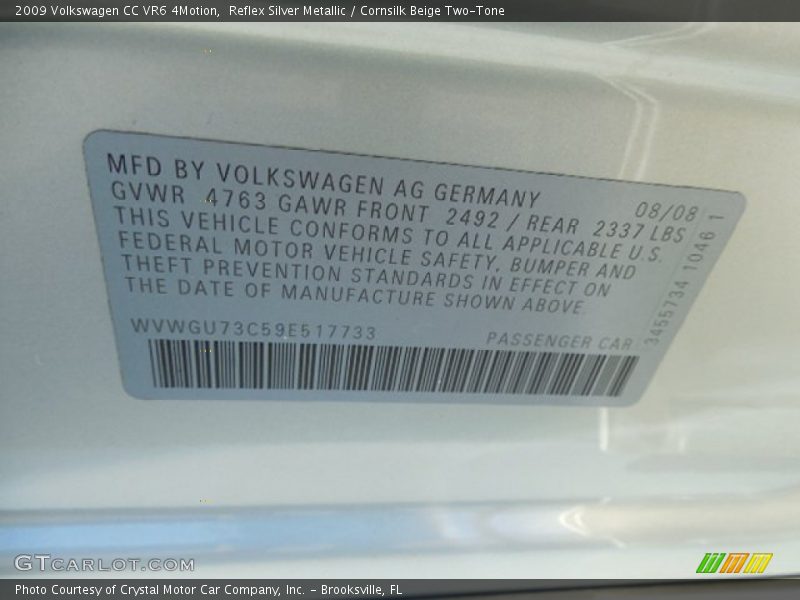 2009 Volkswagen CC VR6 4Motion,  Reflex Silver Metallic / Cornsilk Beige Two-Tone
MFD BY VOLKSWAGEN AG GERMANY 08/08
GVWR 4763 GAWR FRONT 2492 / REAR 2337 LBS
THIS VEHICLE CONFORMS TO ALL APPLICABLE U.S.
FEDERAL MOTOR VEHICLE SAFETY, BUMPER AND
THEFT PREVENTION STANDARDS IN EFFECT ON
THE DATE OF MANUFACTURE SHOWN ABOVE.
WVWGU73C59E517733 PASSENGER CAR
3455734 1046 1
GTCARLOT.COM
Photo Courtesy of Crystal Motor Car Company, Inc. - Brooksville, FL